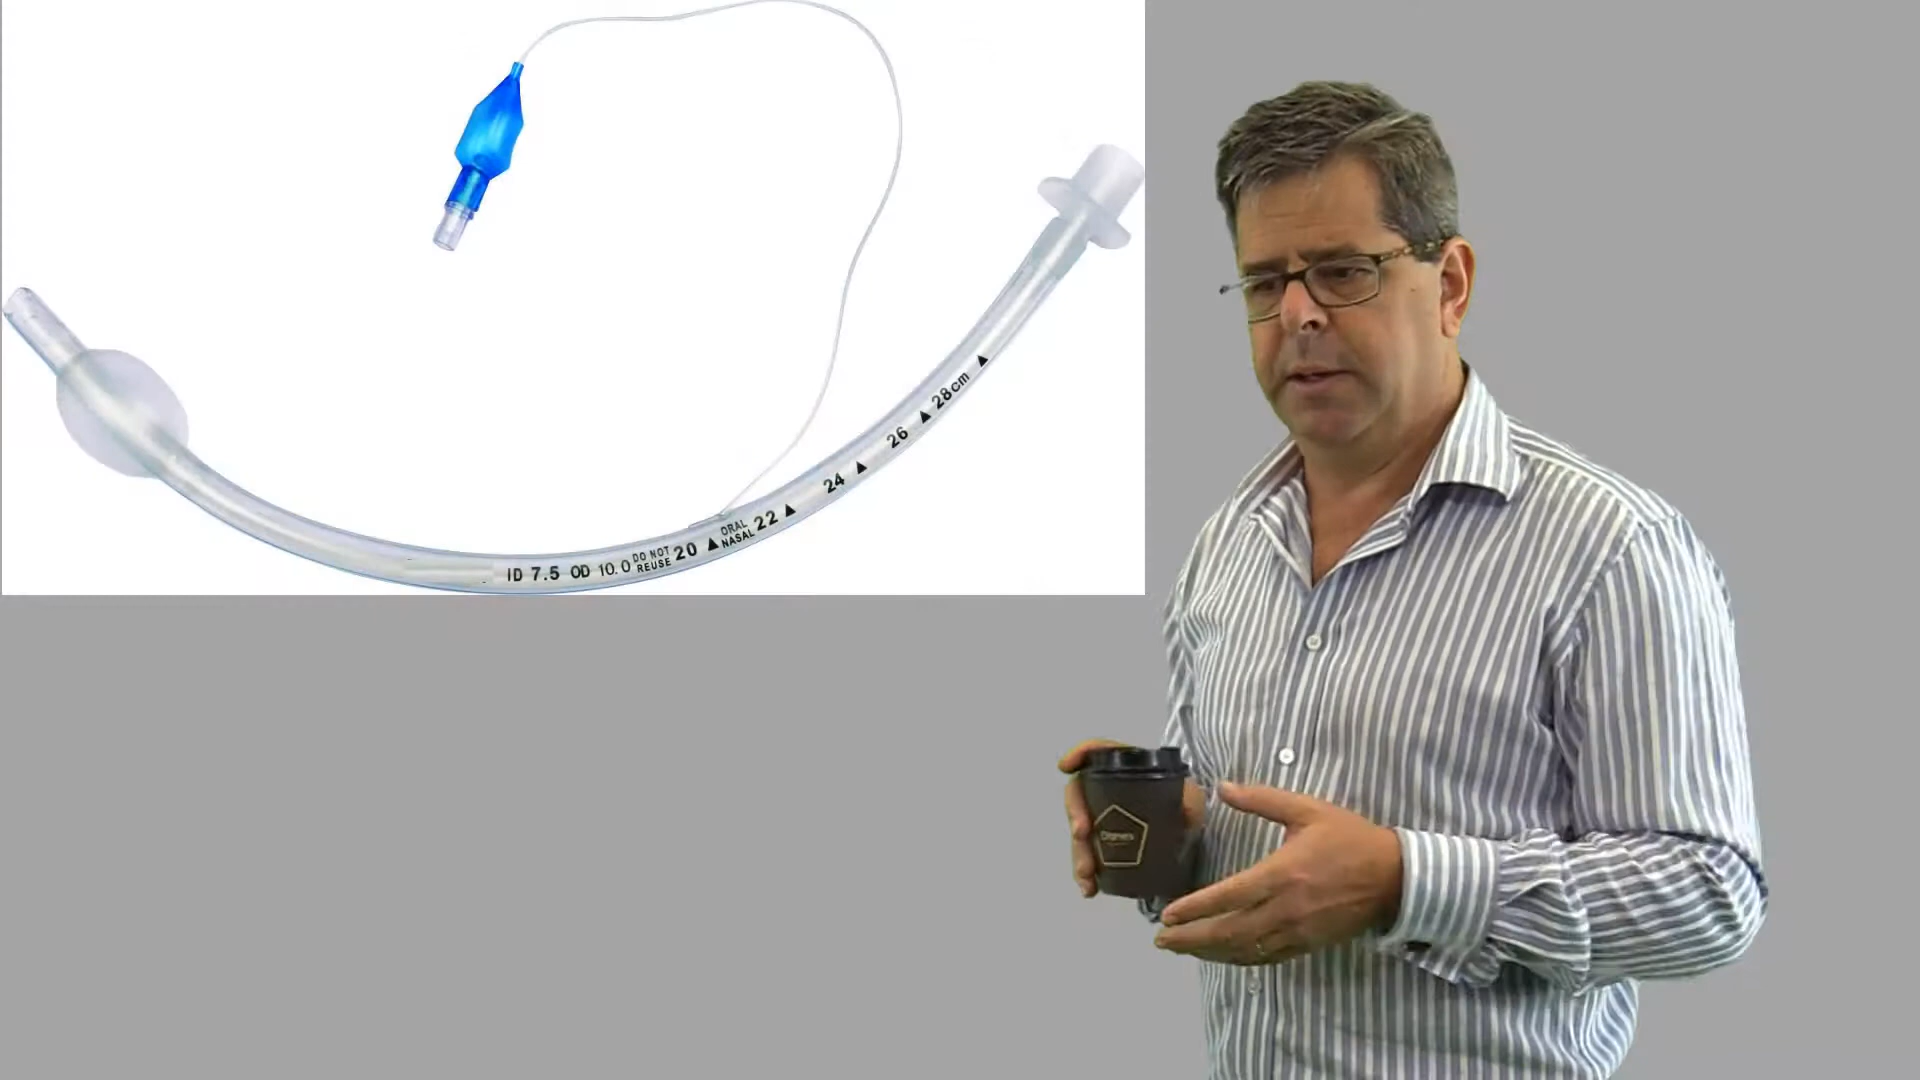 ID 7.5 OD 10.0 DO NOT REUSE 20 ▲ ORAL NASAL 22 ▲ 24 ▲ 26 ▲ 28cm ▲